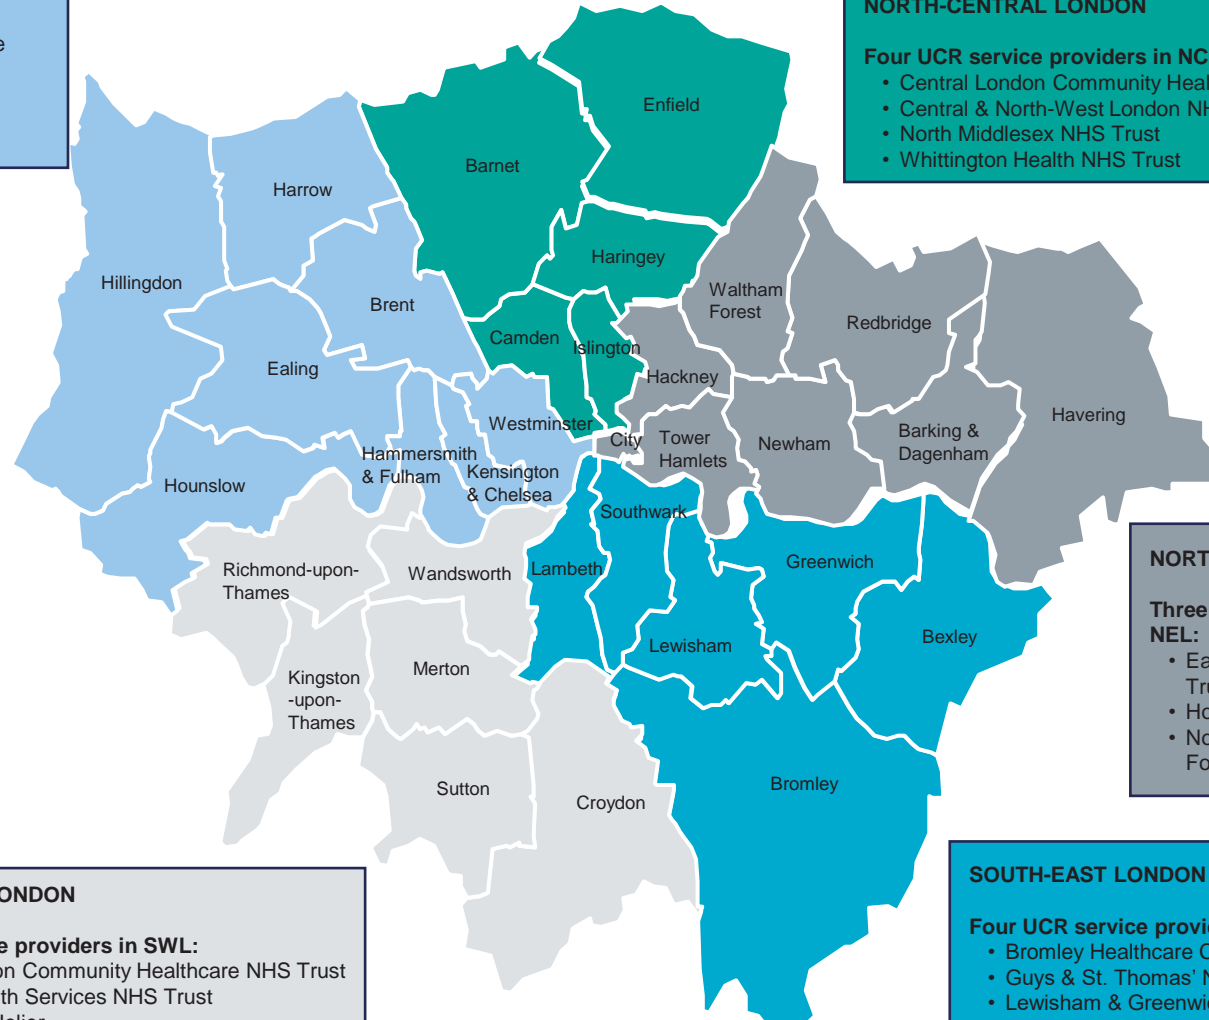 NORTH-CENTRAL LONDON
Four UCR service providers in NC
• Central London Community Heal
• Central & North-West London NH
• North Middlesex NHS Trust
• Whittington Health NHS Trust
e
Enfield
Barnet
Harrow
Haringey
Hillingdon
Brent
Waltham
Forest
Redbridge
Camden
Islington
Ealing
Hackney
Havering
Westminster
City
Tower
Hamlets
Newham
Barking &
Dagenham
Hammersmith
& Fulham
Kensington
& Chelsea
Hounslow
Southwark
Richmond-upon-
Thames
Wandsworth
Lambeth
Greenwich
Bexley
Lewisham
Merton
Kingston
-upon-
Thames
Sutton
Croydon
Bromley
NORT
Three
NEL:
• Ea
Tru
• Ho
• No
Fo
ONDON
e providers in SWL:
on Community Healthcare NHS Trust
th Services NHS Trust
SOUTH-EAST LONDON
Four UCR service provid
• Bromley Healthcare C
• Guys & St. Thomas' N
• Lewisham & Greenwic